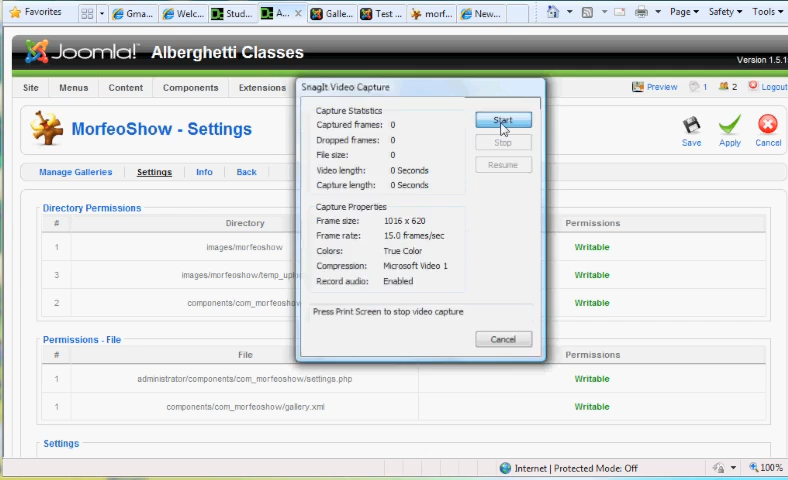 Favorites
Gma...
Welc...
Stud...
A...
Galle...
Test ...
morf...
New...
Page
Safety
Tools
Joomla! Alberghetti Classes
Version 1.5.1
Site Menus Content Components Extensions
Preview 1 2 Logout
MorfeoShow - Settings
Save Apply Cancel
Manage Galleries Settings Info Back
Directory Permissions
# Directory Permissions
1 images/morfeoshow Writable
3 images/morfeoshow/temp_uplo Writable
2 components/com_morfeoshow Writable
Permissions - File
# File Permissions
1 administrator/components/com_morfeoshow/settings.php Writable
1 components/com_morfeoshow/gallery.xml Writable
Settings
SnagIt Video Capture
Capture Statistics
Captured frames: 0
Dropped frames: 0
File size: 0
Video length: 0 Seconds
Capture length: 0 Seconds
Start
Stop
Resume
Capture Properties
Frame size: 1016 x 620
Frame rate: 15.0 frames/sec
Colors: True Color
Compression: Microsoft Video 1
Record audio: Enabled
Press Print Screen to stop video capture
Cancel
Internet | Protected Mode: Off
100%